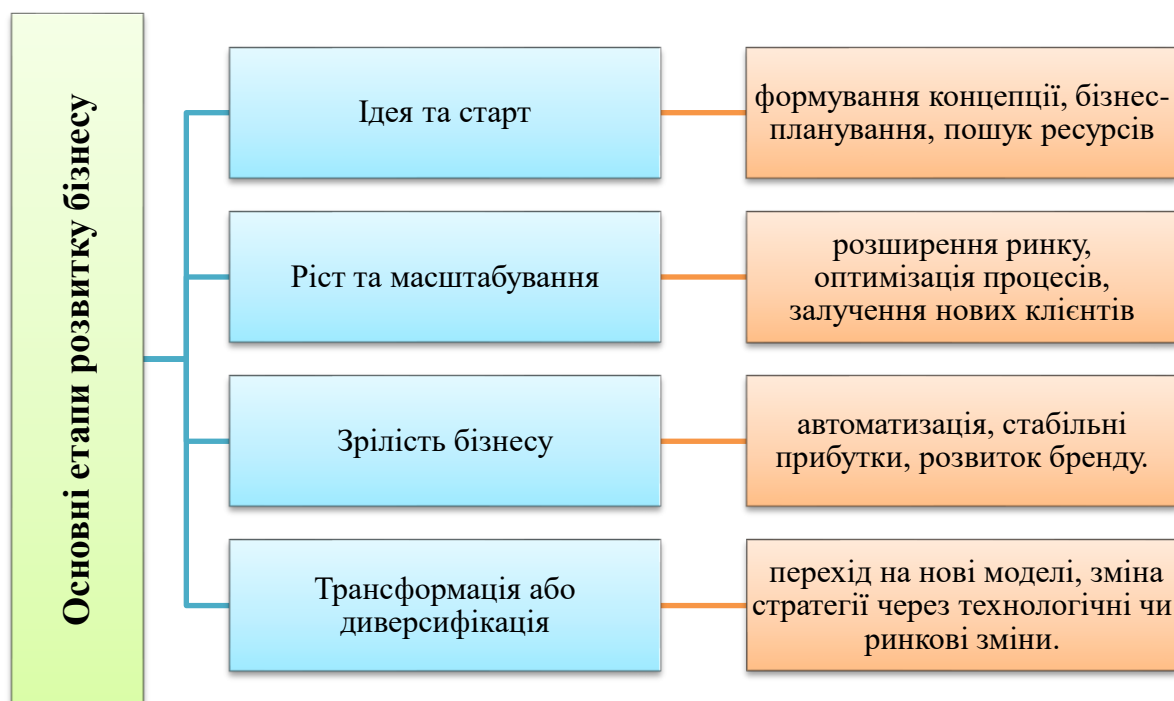 Основні етапи розвитку бізнесу
Ідея та старт
формування концепції, бізнес-
планування, пошук ресурсів
Ріст та масштабування
розширення ринку,
оптимізація процесів,
залучення нових клієнтів
Зрілість бізнесу
автоматизація, стабільні
прибутки, розвиток бренду.
Трансформація або
диверсифікація
перехід на нові моделі, зміна
стратегії через технологічні чи
ринкові зміни.